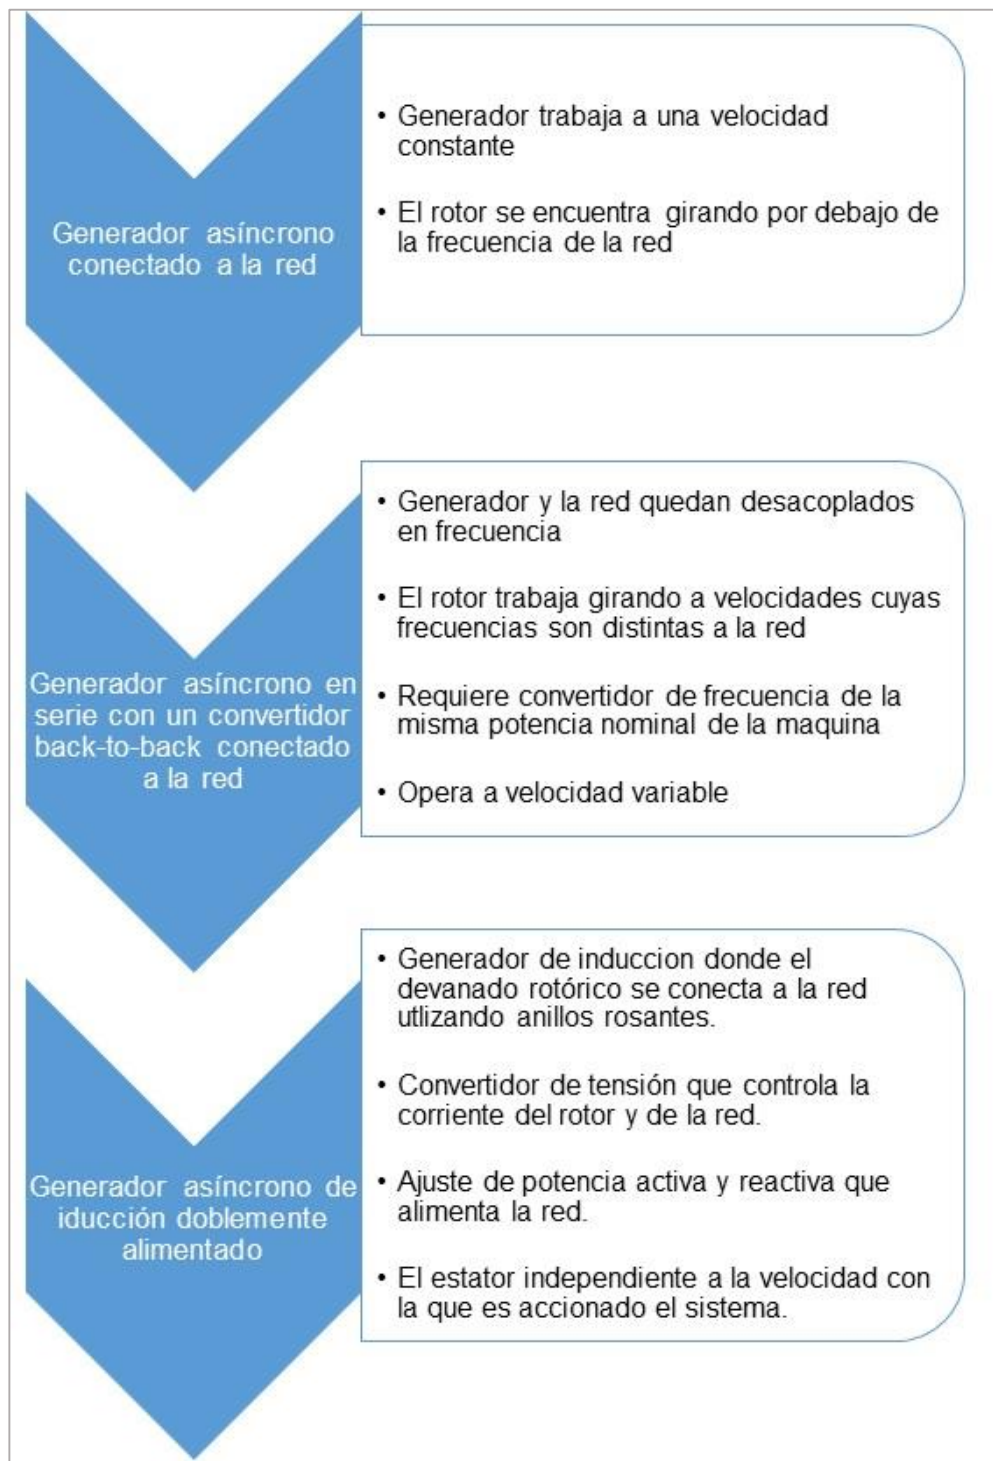 Generador asíncrono
conectado a la red
• Generador trabaja a una velocidad
constante
• El rotor se encuentra girando por debajo de
la frecuencia de la red
Generador asíncrono en
serie con un convertidor
back-to-back conectado
a la red
• Generador y la red quedan desacoplados
en frecuencia
• El rotor trabaja girando a velocidades cuyas
frecuencias son distintas a la red
• Requiere convertidor de frecuencia de la
misma potencia nominal de la maquina
• Opera a velocidad variable
Generador asíncrono de
iducción doblemente
alimentado
• Generador de induccion donde el
devanado rotórico se conecta a la red
utlizando anillos rosantes.
• Convertidor de tensión que controla la
corriente del rotor y de la red.
• Ajuste de potencia activa y reactiva que
alimenta la red.
• El estator independiente a la velocidad con
la que es accionado el sistema.